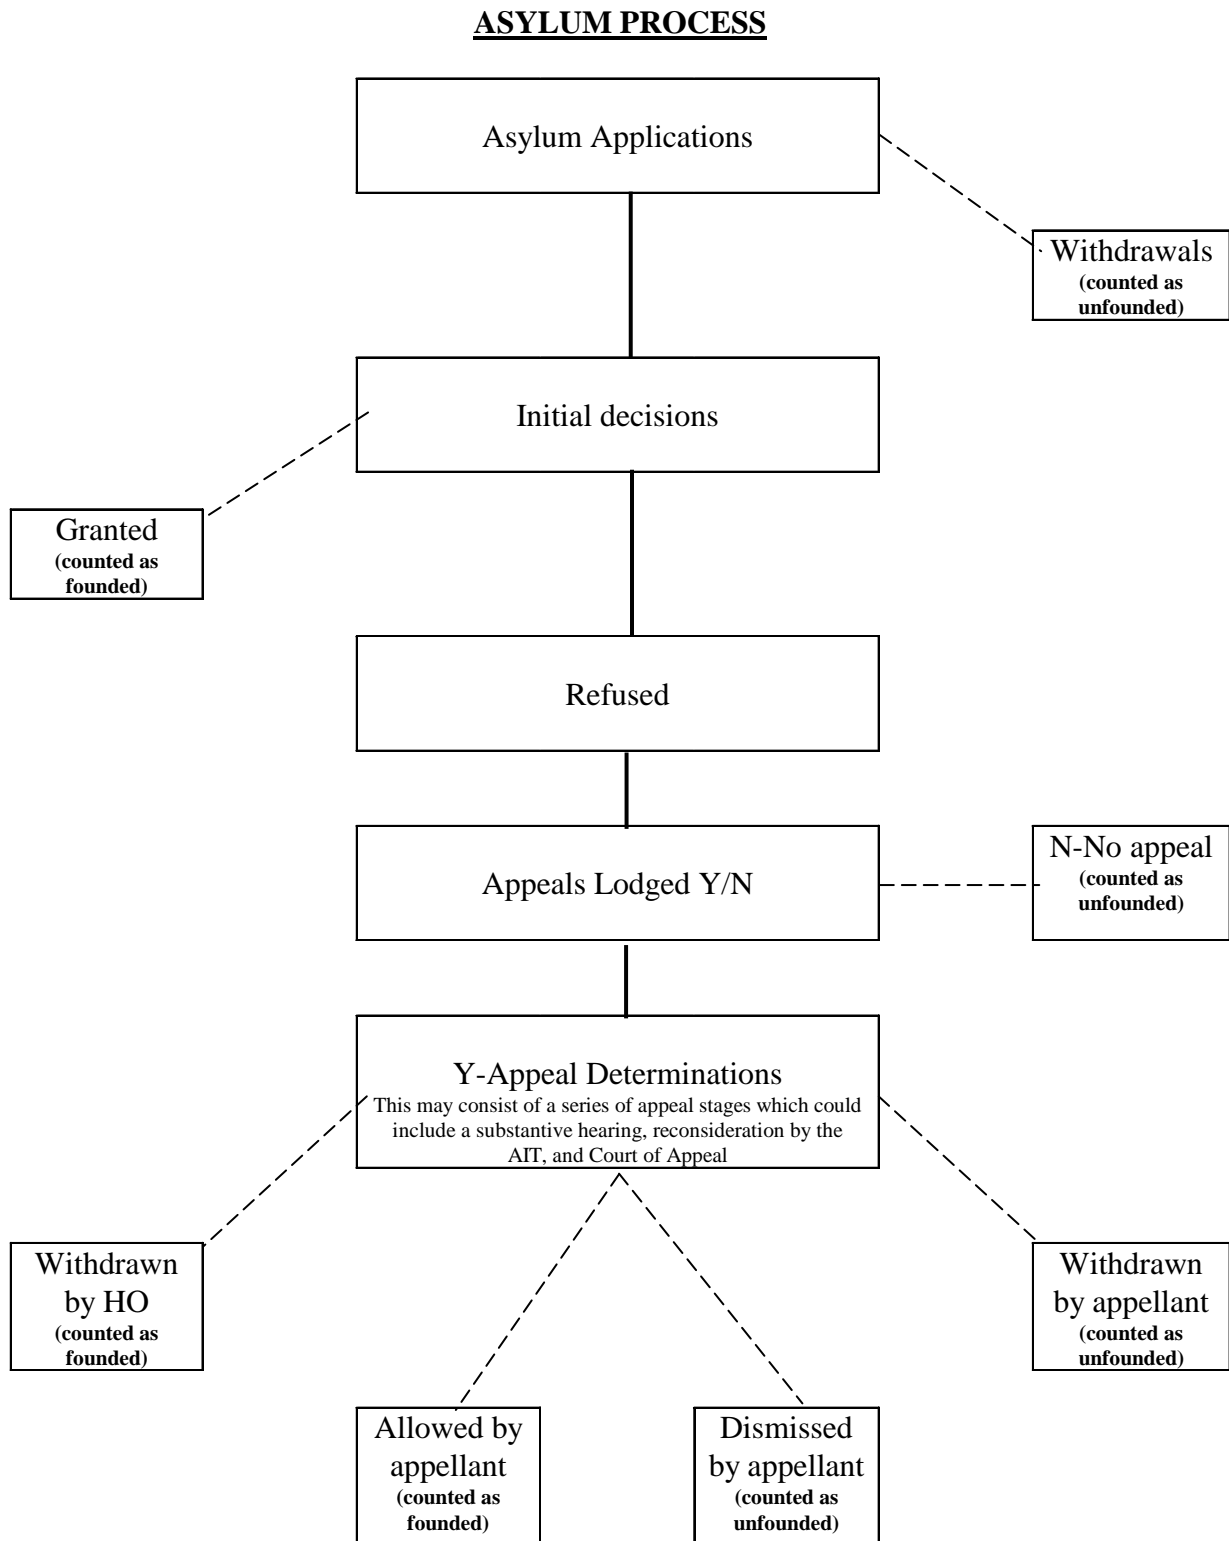 ASYLUM PROCESS
Asylum Applications
Withdrawals
(counted as
unfounded)
Initial decisions
Granted
(counted as
founded)
Refused
Appeals Lodged Y/N
N-No appeal
(counted as
unfounded)
Y-Appeal Determinations
This may consist of a series of appeal stages which could
include a substantive hearing, reconsideration by the
AIT, and Court of Appeal
Withdrawn
by HO
(counted as
founded)
Withdrawn
by appellant
(counted as
unfounded)
Allowed by
appellant
(counted as
founded)
Dismissed
by appellant
(counted as
unfounded)